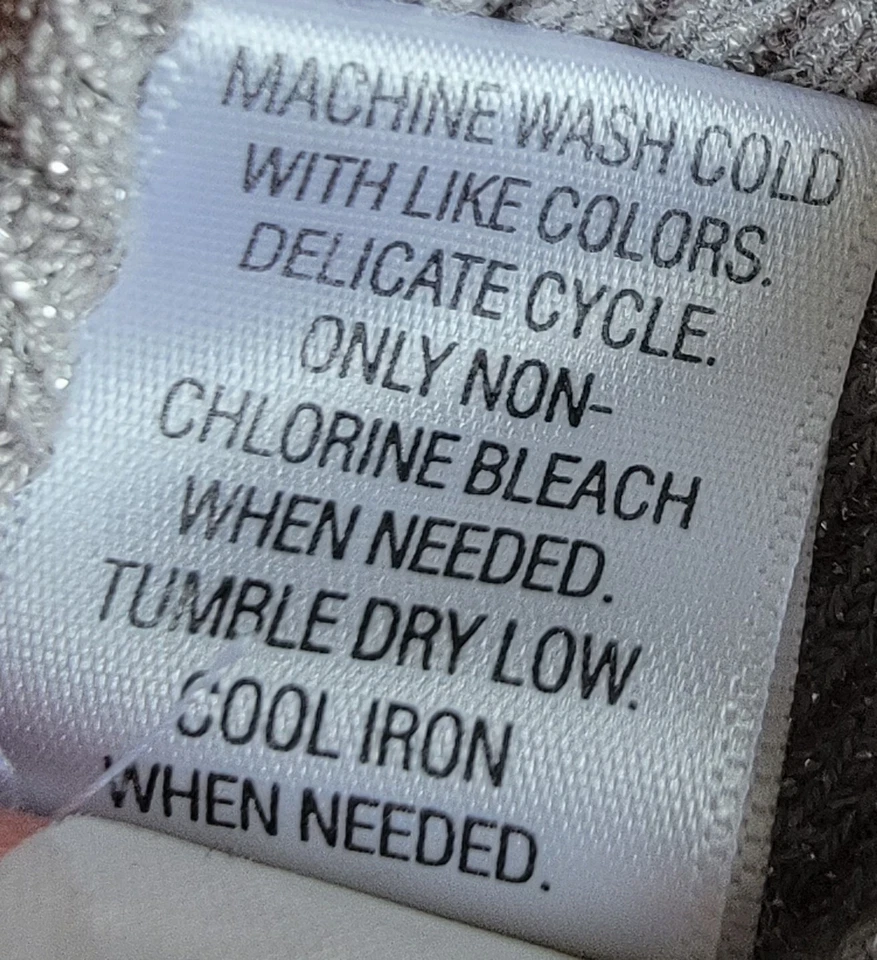 MACHINE WASH COLD
WITH LIKE COLORS.
DELICATE CYCLE.
ONLY NON-
CHLORINE BLEACH
WHEN NEEDED.
TUMBLE DRY LOW.
COOL IRON
WHEN NEEDED.